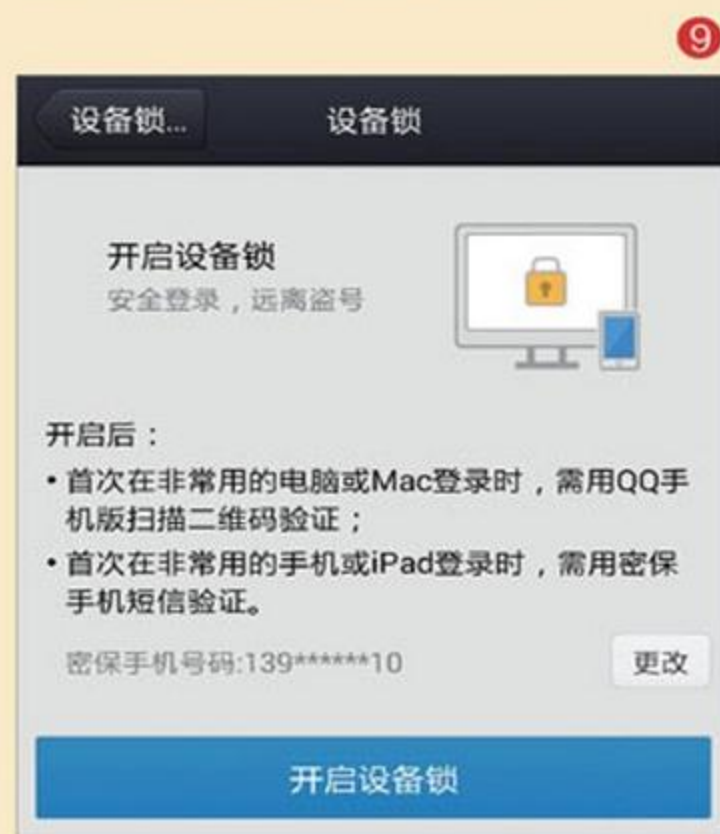 9
设备锁... 设备锁
开启设备锁
安全登录，远离盗号
开启后：
• 首次在非常用的电脑或Mac登录时，需用QQ手
机版扫描二维码验证；
• 首次在非常用的手机或iPad登录时，需用密保
手机短信验证。
密保手机号码:139******10 更改
开启设备锁